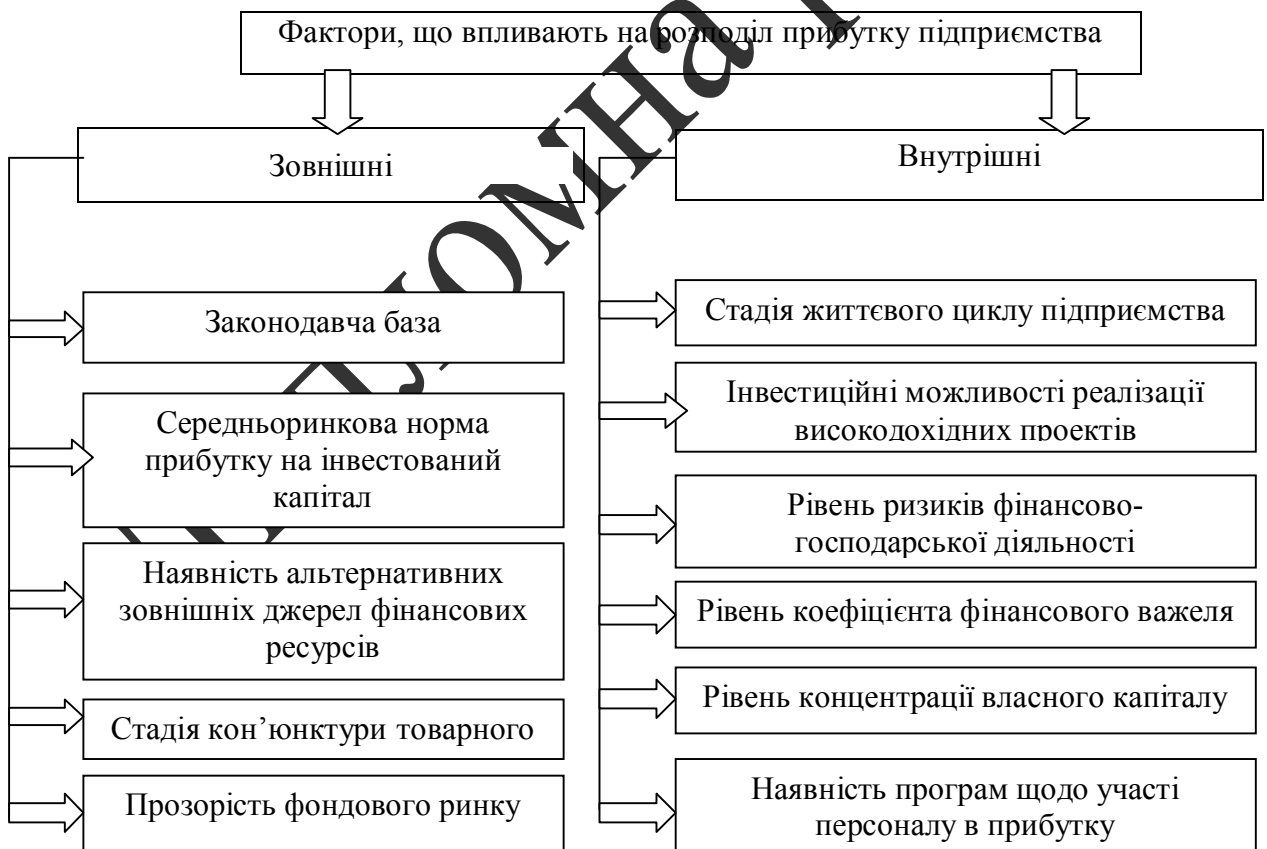 Фактори, що впливають на розподіл прибутку підприємства
Зовнішні
Законодавча база
Середньоринкова норма
прибутку на інвестований
капітал
Наявність альтернативних
зовнішніх джерел фінансових
ресурсів
Стадія кон’юнктури товарного
Прозорість фондового ринку
Внутрішні
Стадія життєвого циклу підприємства
Інвестиційні можливості реалізації
високодохідних проектів
Рівень ризиків фінансово-
господарської діяльності
Рівень коефіцієнта фінансового важеля
Рівень концентрації власного капіталу
Наявність програм щодо участі
персоналу в прибутку